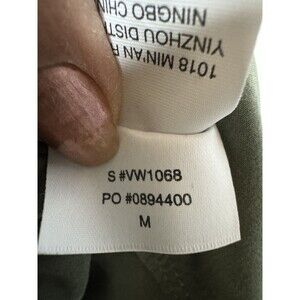 1018 MIN'AN R
YINZHOU DIST
NINGBO CHIN
S #VW1068
PO #0894400
M